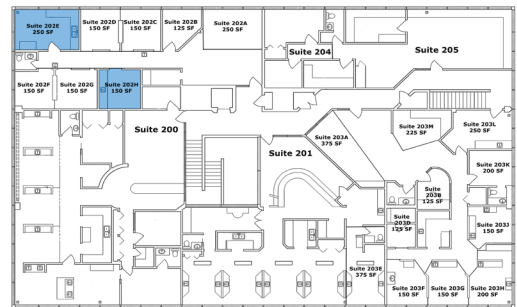 Suite 202E
250 SF
Suite 202D
150 SF
Suite 202C
150 SF
Suite 202B
125 SF
Suite 202A
250 SF
Suite 204
Suite 205
Suite 202F
150 SF
Suite 202G
150 SF
Suite 202H
150 SF
Suite 200
Suite 201
Suite 203A
375 SF
Suite 203M
225 SF
Suite 203L
250 SF
Suite 203K
200 SF
Suite 203B
125 SF
Suite 203D
125 SF
Suite 203J
150 SF
Suite 203E
375 SF
Suite 203F
150 SF
Suite 203G
150 SF
Suite 203H
200 SF